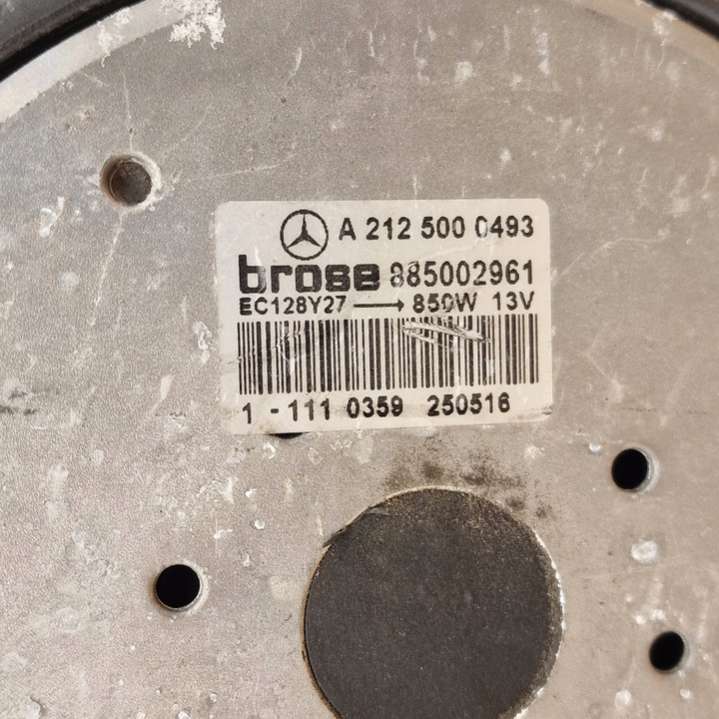 A 212 500 0493
brose 885002961
EC128Y27 → 850W 13V
1 - 111 0359 250516